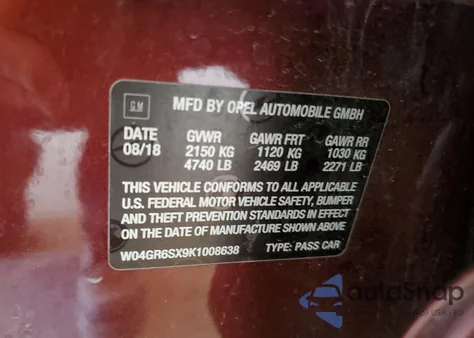 GM MFD BY OPEL AUTOMOBILE GMBH
DATE GVWR GAWR FRT GAWR RR
08/18 2150 KG 1120 KG 1030 KG
4740 LB 2469 LB 2271 LB
THIS VEHICLE CONFORMS TO ALL APPLICABLE
U.S. FEDERAL MOTOR VEHICLE SAFETY, BUMPER
AND THEFT PREVENTION STANDARDS IN EFFECT
ON THE DATE OF MANUFACTURE SHOWN ABOVE.
W04GR6SX9K1008638 TYPE: PASS CAR
autoSnap